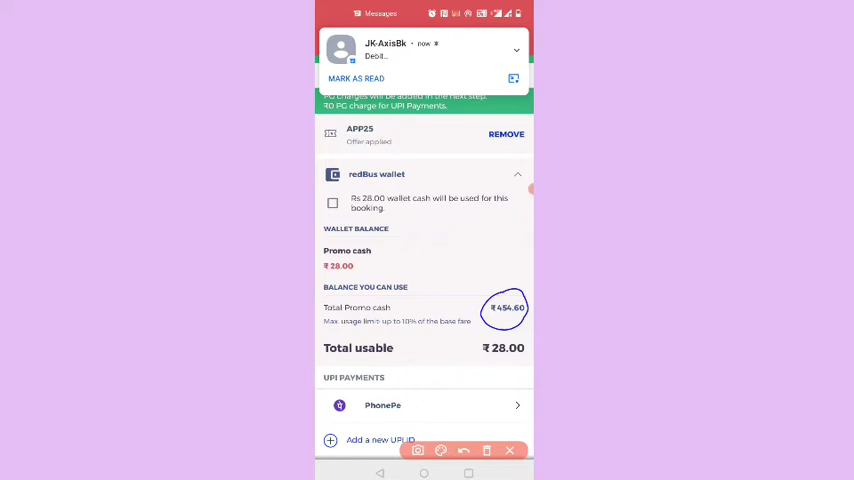 Messages
JK-AxisBk • now
Debit...
MARK AS READ
PG charges will be added in the next step.
₹0 PG charge for UPI Payments.
APP25
Offer applied
REMOVE
redBus wallet
Rs 28.00 wallet cash will be used for this
booking.
WALLET BALANCE
Promo cash
₹ 28.00
BALANCE YOU CAN USE
Total Promo cash ₹ 454.60
Max. usage limit: up to 10% of the base fare
Total usable ₹ 28.00
UPI PAYMENTS
PhonePe
Add a new UPI ID